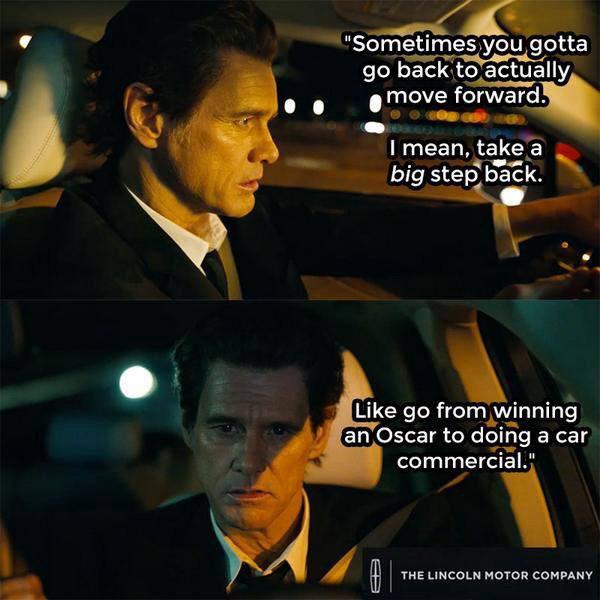 "Sometimes you gotta
go back to actually
move forward.
I mean, take a
big step back.
Like go from winning
an Oscar to doing a car
commercial."
THE LINCOLN MOTOR COMPANY